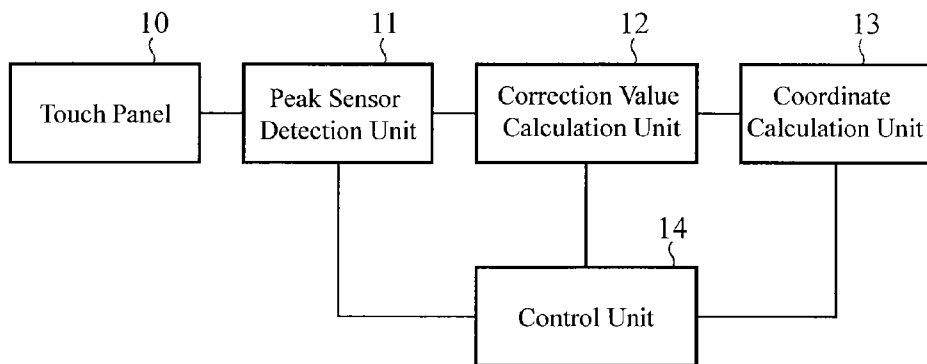 10
11
12
13
Touch Panel
Peak Sensor
Detection Unit
Correction Value
Calculation Unit
Coordinate
Calculation Unit
14
Control Unit